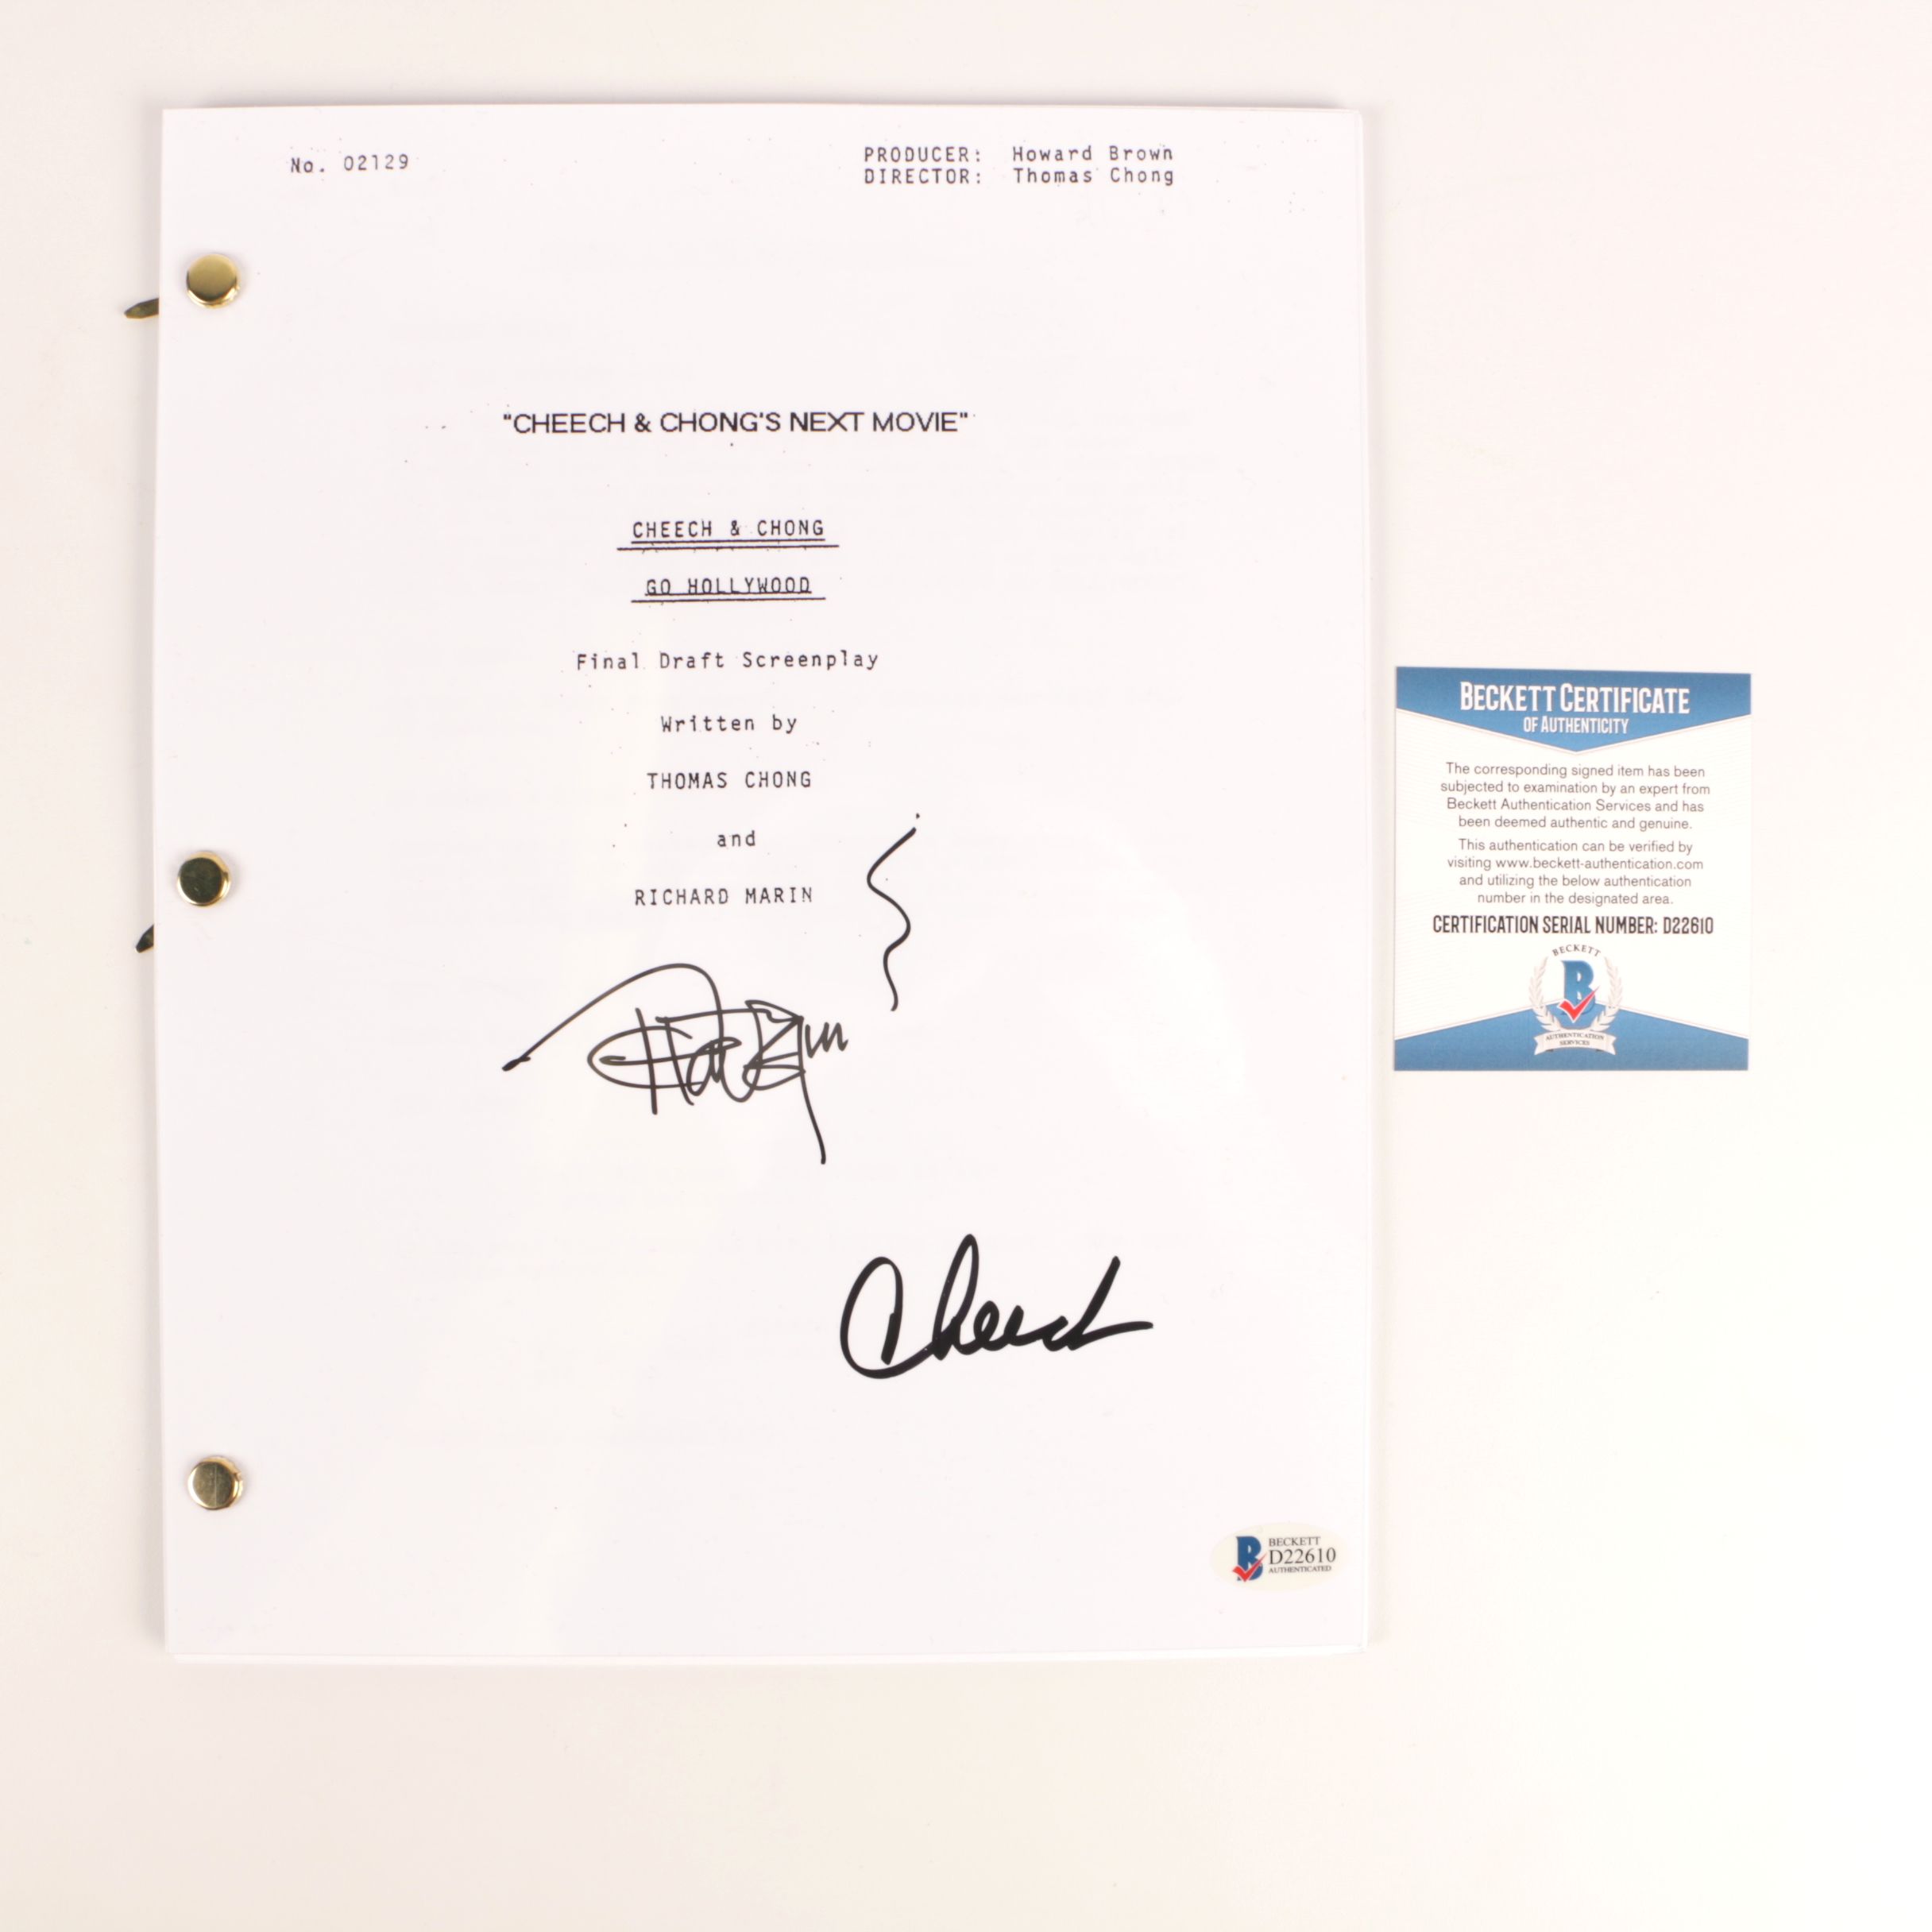 No. 02129
PRODUCER: Howard Brown
DIRECTOR: Thomas Chong
"CHEECH & CHONG'S NEXT MOVIE"
CHEECH & CHONG
GO HOLLYWOOD
Final Draft Screenplay
Written by
THOMAS CHONG
and
RICHARD MARIN
Cheech
BECKETT
D22610
AUTHENTICATED
BECKETT CERTIFICATE
OF AUTHENTICITY
The corresponding signed item has been
subjected to examination by an expert from
Beckett Authentication Services and has
been deemed authentic and genuine.
This authentication can be verified by
visiting www.beckett-authentication.com
and utilizing the below authentication
number in the designated area.
CERTIFICATION SERIAL NUMBER: D22610
BECKETT
B
AUTHENTICATION
SERVICES